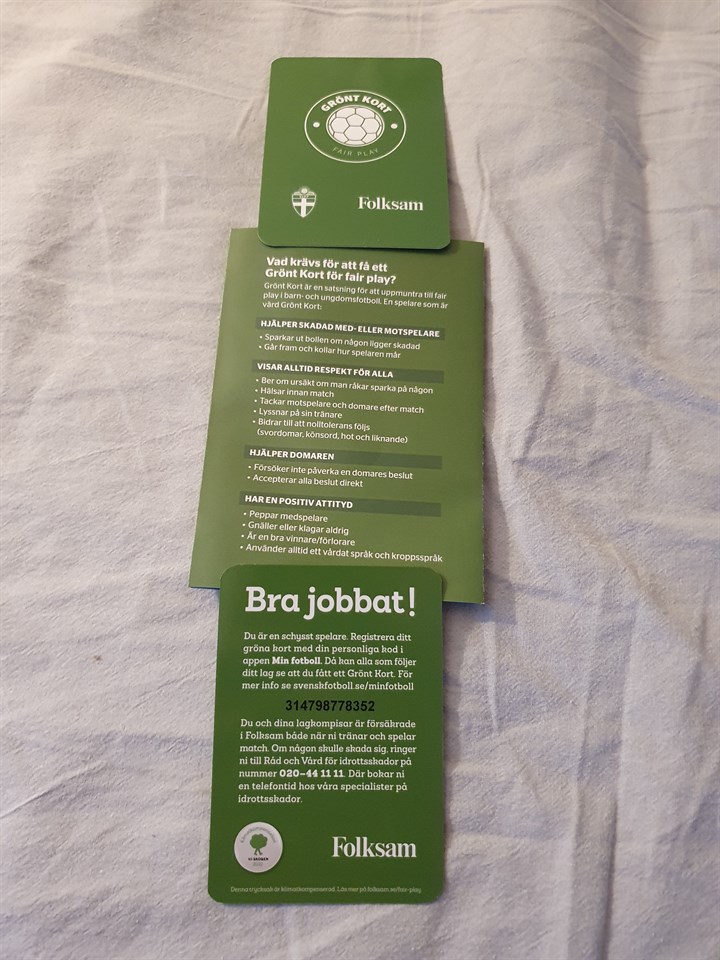 GRÖNT KORT
FAIR PLAY
Folksam
Vad krävs för att få ett
Grönt Kort för fair play?
Grönt Kort är en satsning för att uppmuntra till fair
play i barn- och ungdomsfotboll. En spelare som är
värd Grönt Kort:
HJÄLPER SKADAD MED- ELLER MOTSPELARE
• Sparkar ut bollen om någon ligger skadad
• Går fram och kollar hur spelaren mår
VISAR ALLTID RESPEKT FÖR ALLA
• Ber om ursäkt om man råkar sparka på någon
• Hälsar innan match
• Tackar motspelare och domare efter match
• Lyssnar på sin tränare
• Bidrar till att nolltolerans följs
(svordomar, könsord, hot och liknande)
HJÄLPER DOMAREN
• Försöker inte påverka en domares beslut
• Accepterar alla beslut direkt
HAR EN POSITIV ATTITYD
• Peppar medspelare
• Gnäller eller klagar aldrig
• Är en bra vinnare/förlorare
• Använder alltid ett vårdat språk och kroppsspråk
Bra jobbat!
Du är en schysst spelare. Registrera ditt
gröna kort med din personliga kod i
appen Min fotboll. Då kan alla som följer
ditt lag se att du fått ett Grönt Kort. För
mer info se svenskfotboll.se/minfotboll
314798778352
Du och dina lagkompisar är försäkrade
i Folksam både när ni tränar och spelar
match. Om någon skulle skada sig, ringer
ni till Råd och Vård för idrottsskador på
nummer 020-44 11 11. Där bokar ni
en telefontid hos våra specialister på
idrottsskador.
Folksam
Denna trycksak är klimatkompenserad. Läs mer på folksam.se/fair-play